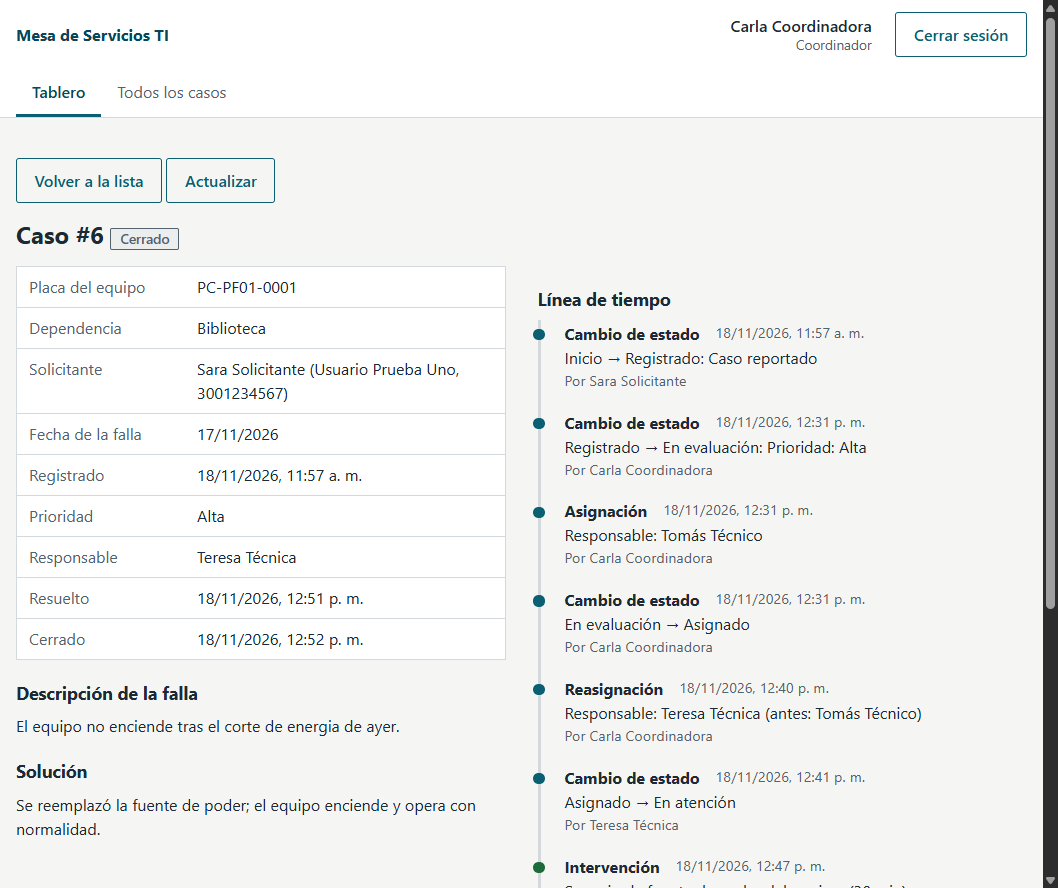 Mesa de Servicios TI
Carla Coordinadora
Coordinador
Cerrar sesión
Tablero
Todos los casos
Volver a la lista
Actualizar
Caso #6
Cerrado
Placa del equipo PC-PF01-0001
Dependencia Biblioteca
Solicitante Sara Solicitante (Usuario Prueba Uno,
3001234567)
Fecha de la falla 17/11/2026
Registrado 18/11/2026, 11:57 a. m.
Prioridad Alta
Responsable Teresa Técnica
Resuelto 18/11/2026, 12:51 p. m.
Cerrado 18/11/2026, 12:52 p. m.
Descripción de la falla
El equipo no enciende tras el corte de energia de ayer.
Solución
Se reemplazó la fuente de poder; el equipo enciende y opera con
normalidad.
Línea de tiempo
Cambio de estado 18/11/2026, 11:57 a. m.
Inicio → Registrado: Caso reportado
Por Sara Solicitante
Cambio de estado 18/11/2026, 12:31 p. m.
Registrado → En evaluación: Prioridad: Alta
Por Carla Coordinadora
Asignación 18/11/2026, 12:31 p. m.
Responsable: Tomás Técnico
Por Carla Coordinadora
Cambio de estado 18/11/2026, 12:31 p. m.
En evaluación → Asignado
Por Carla Coordinadora
Reasignación 18/11/2026, 12:40 p. m.
Responsable: Teresa Técnica (antes: Tomás Técnico)
Por Carla Coordinadora
Cambio de estado 18/11/2026, 12:41 p. m.
Asignado → En atención
Por Teresa Técnica
Intervención 18/11/2026, 12:47 p. m.